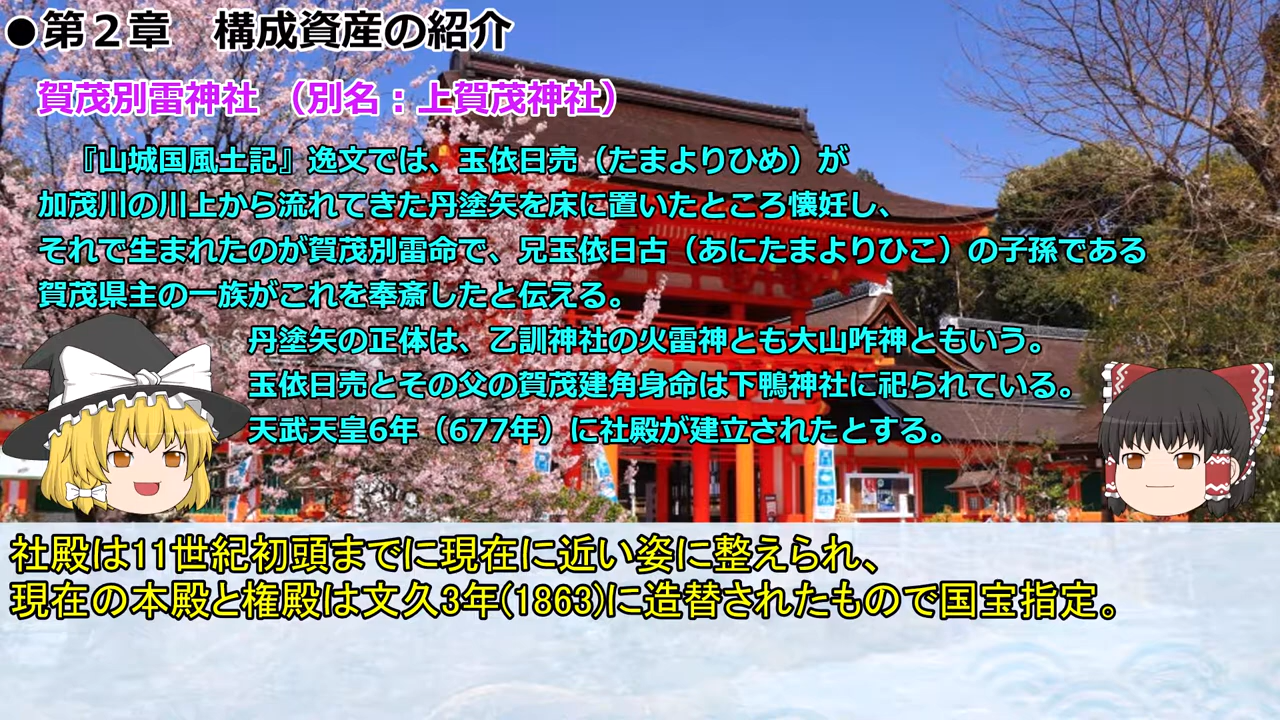 ●第２章　構成資産の紹介
賀茂別雷神社（別名：上賀茂神社）
『山城国風土記』逸文では、玉依日売（たまよりひめ）が
加茂川の川上から流れてきた丹塗矢を床に置いたところ懐妊し、
それで生まれたのが賀茂別雷命で、兄玉依日古（あにたまよりひこ）の子孫である
賀茂県主の一族がこれを奉斎したと伝える。
丹塗矢の正体は、乙訓神社の火雷神とも大山咋神ともいう。
玉依日売とその父の賀茂建角身命は下鴨神社に祀られている。
天武天皇6年（677年）に社殿が建立されたとする。
社殿は11世紀初頭までに現在に近い姿に整えられ、
現在の本殿と権殿は文久3年(1863)に造替されたもので国宝指定。